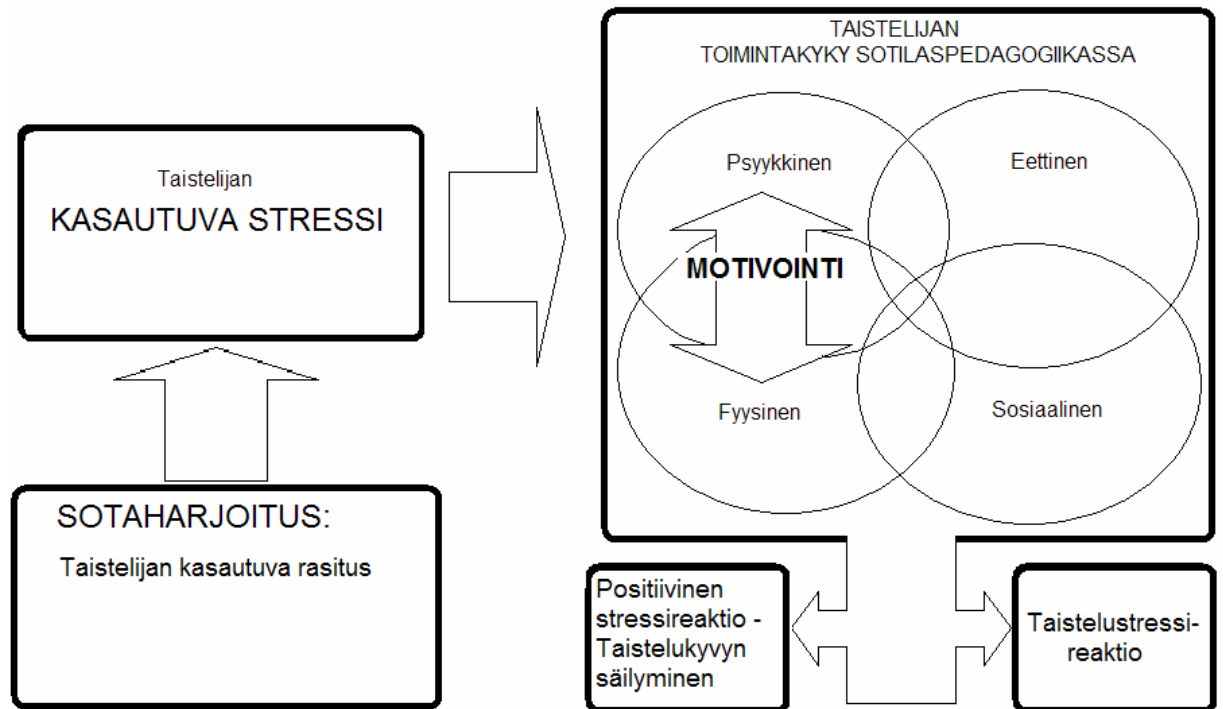 TAISTELIJAN
TOIMINTAKYKY SOTILASPEDAGOGIIKASSA
Taistelijan
KASAUTUVA STRESSI
Psyykkinen
Eettinen
MOTIVOINTI
Fyysinen
Sosiaalinen
SOTAHARJOITUS:
Taistelijan kasautuva rasitus
Positiivinen
stressireaktio -
Taistelukyvyn
säilyminen
Taistelustressi-
reaktio